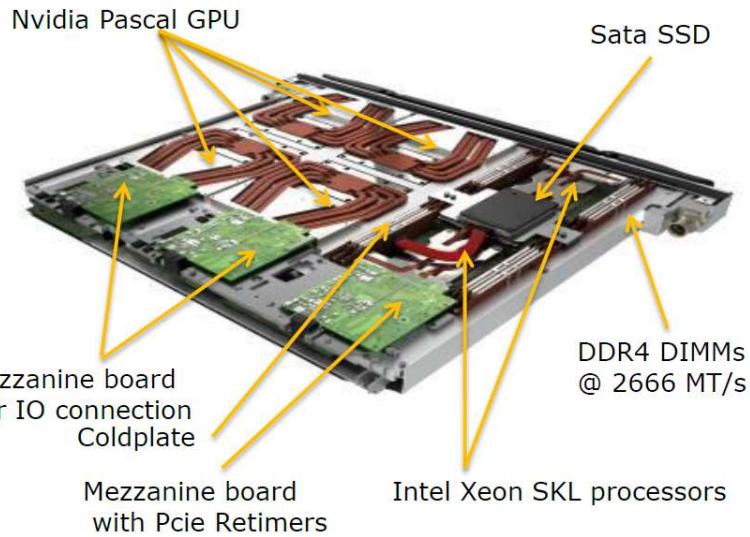 Nvidia Pascal GPU
Sata SSD
zzanine board
r IO connection
Coldplate
DDR4 DIMMs
@ 2666 MT/s
Mezzanine board
with Pcie Retimers
Intel Xeon SKL processors